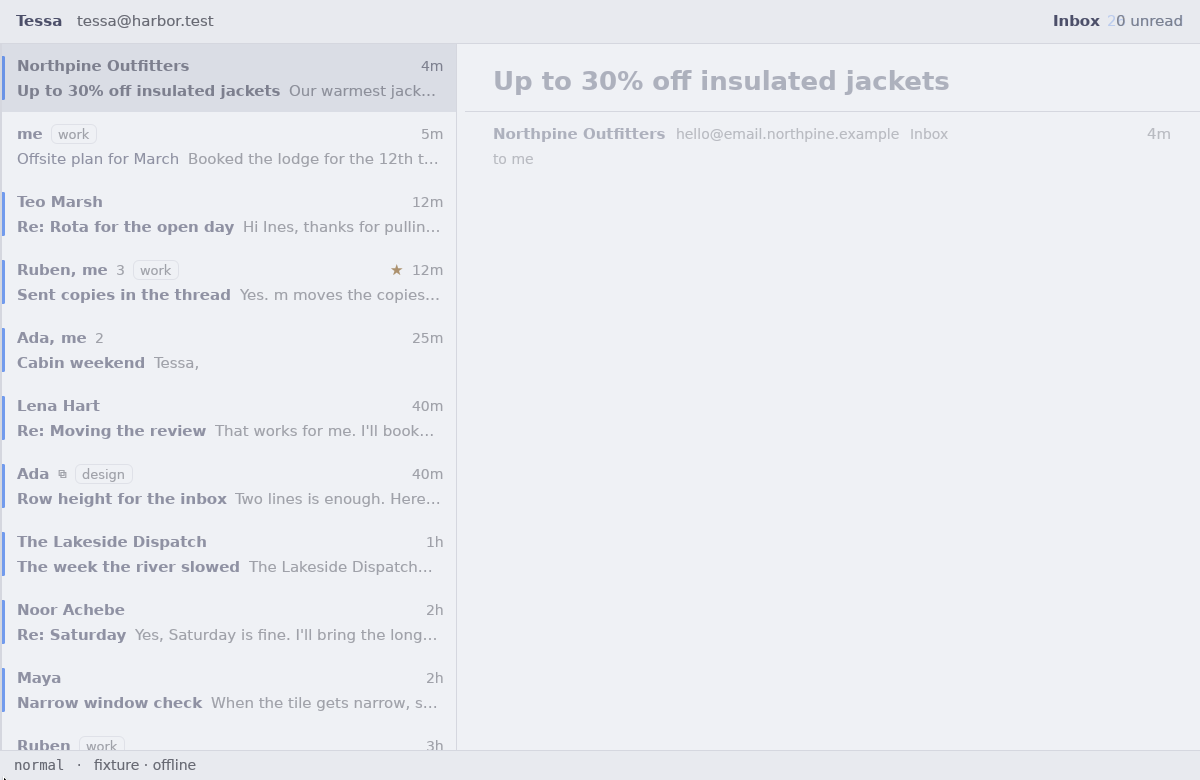 Tessa tessa@harbor.test
Inbox 20 unread
Northpine Outfitters 4m
Up to 30% off insulated jackets Our warmest jack…
me work 5m
Offsite plan for March Booked the lodge for the 12th t…
Teo Marsh 12m
Re: Rota for the open day Hi Ines, thanks for pullin…
Ruben, me 3 work ★ 12m
Sent copies in the thread Yes. m moves the copies…
Ada, me 2 25m
Cabin weekend Tessa,
Lena Hart 40m
Re: Moving the review That works for me. I'll book…
Ada design 40m
Row height for the inbox Two lines is enough. Here…
The Lakeside Dispatch 1h
The week the river slowed The Lakeside Dispatch…
Noor Achebe 2h
Re: Saturday Yes, Saturday is fine. I'll bring the long…
Maya 2h
Narrow window check When the tile gets narrow, s…
Ruben work 3h
Up to 30% off insulated jackets
Northpine Outfitters hello@email.northpine.example Inbox 4m
to me
normal · fixture · offline